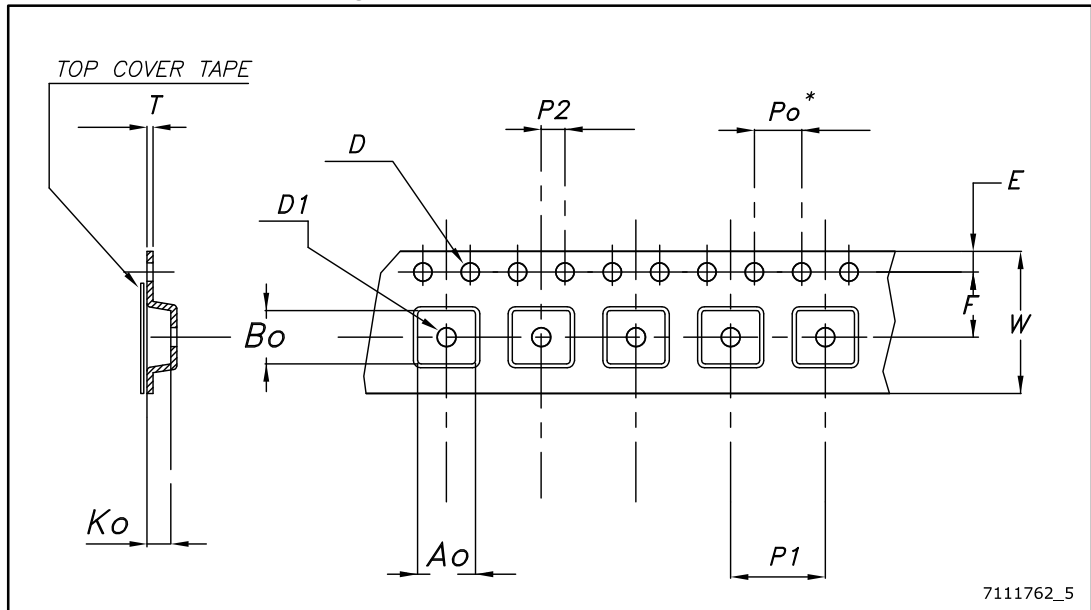 TOP COVER TAPE
T
P2
Po*
D
E
D1
F
W
Bo
Ko
Ao
P1
7111762_5